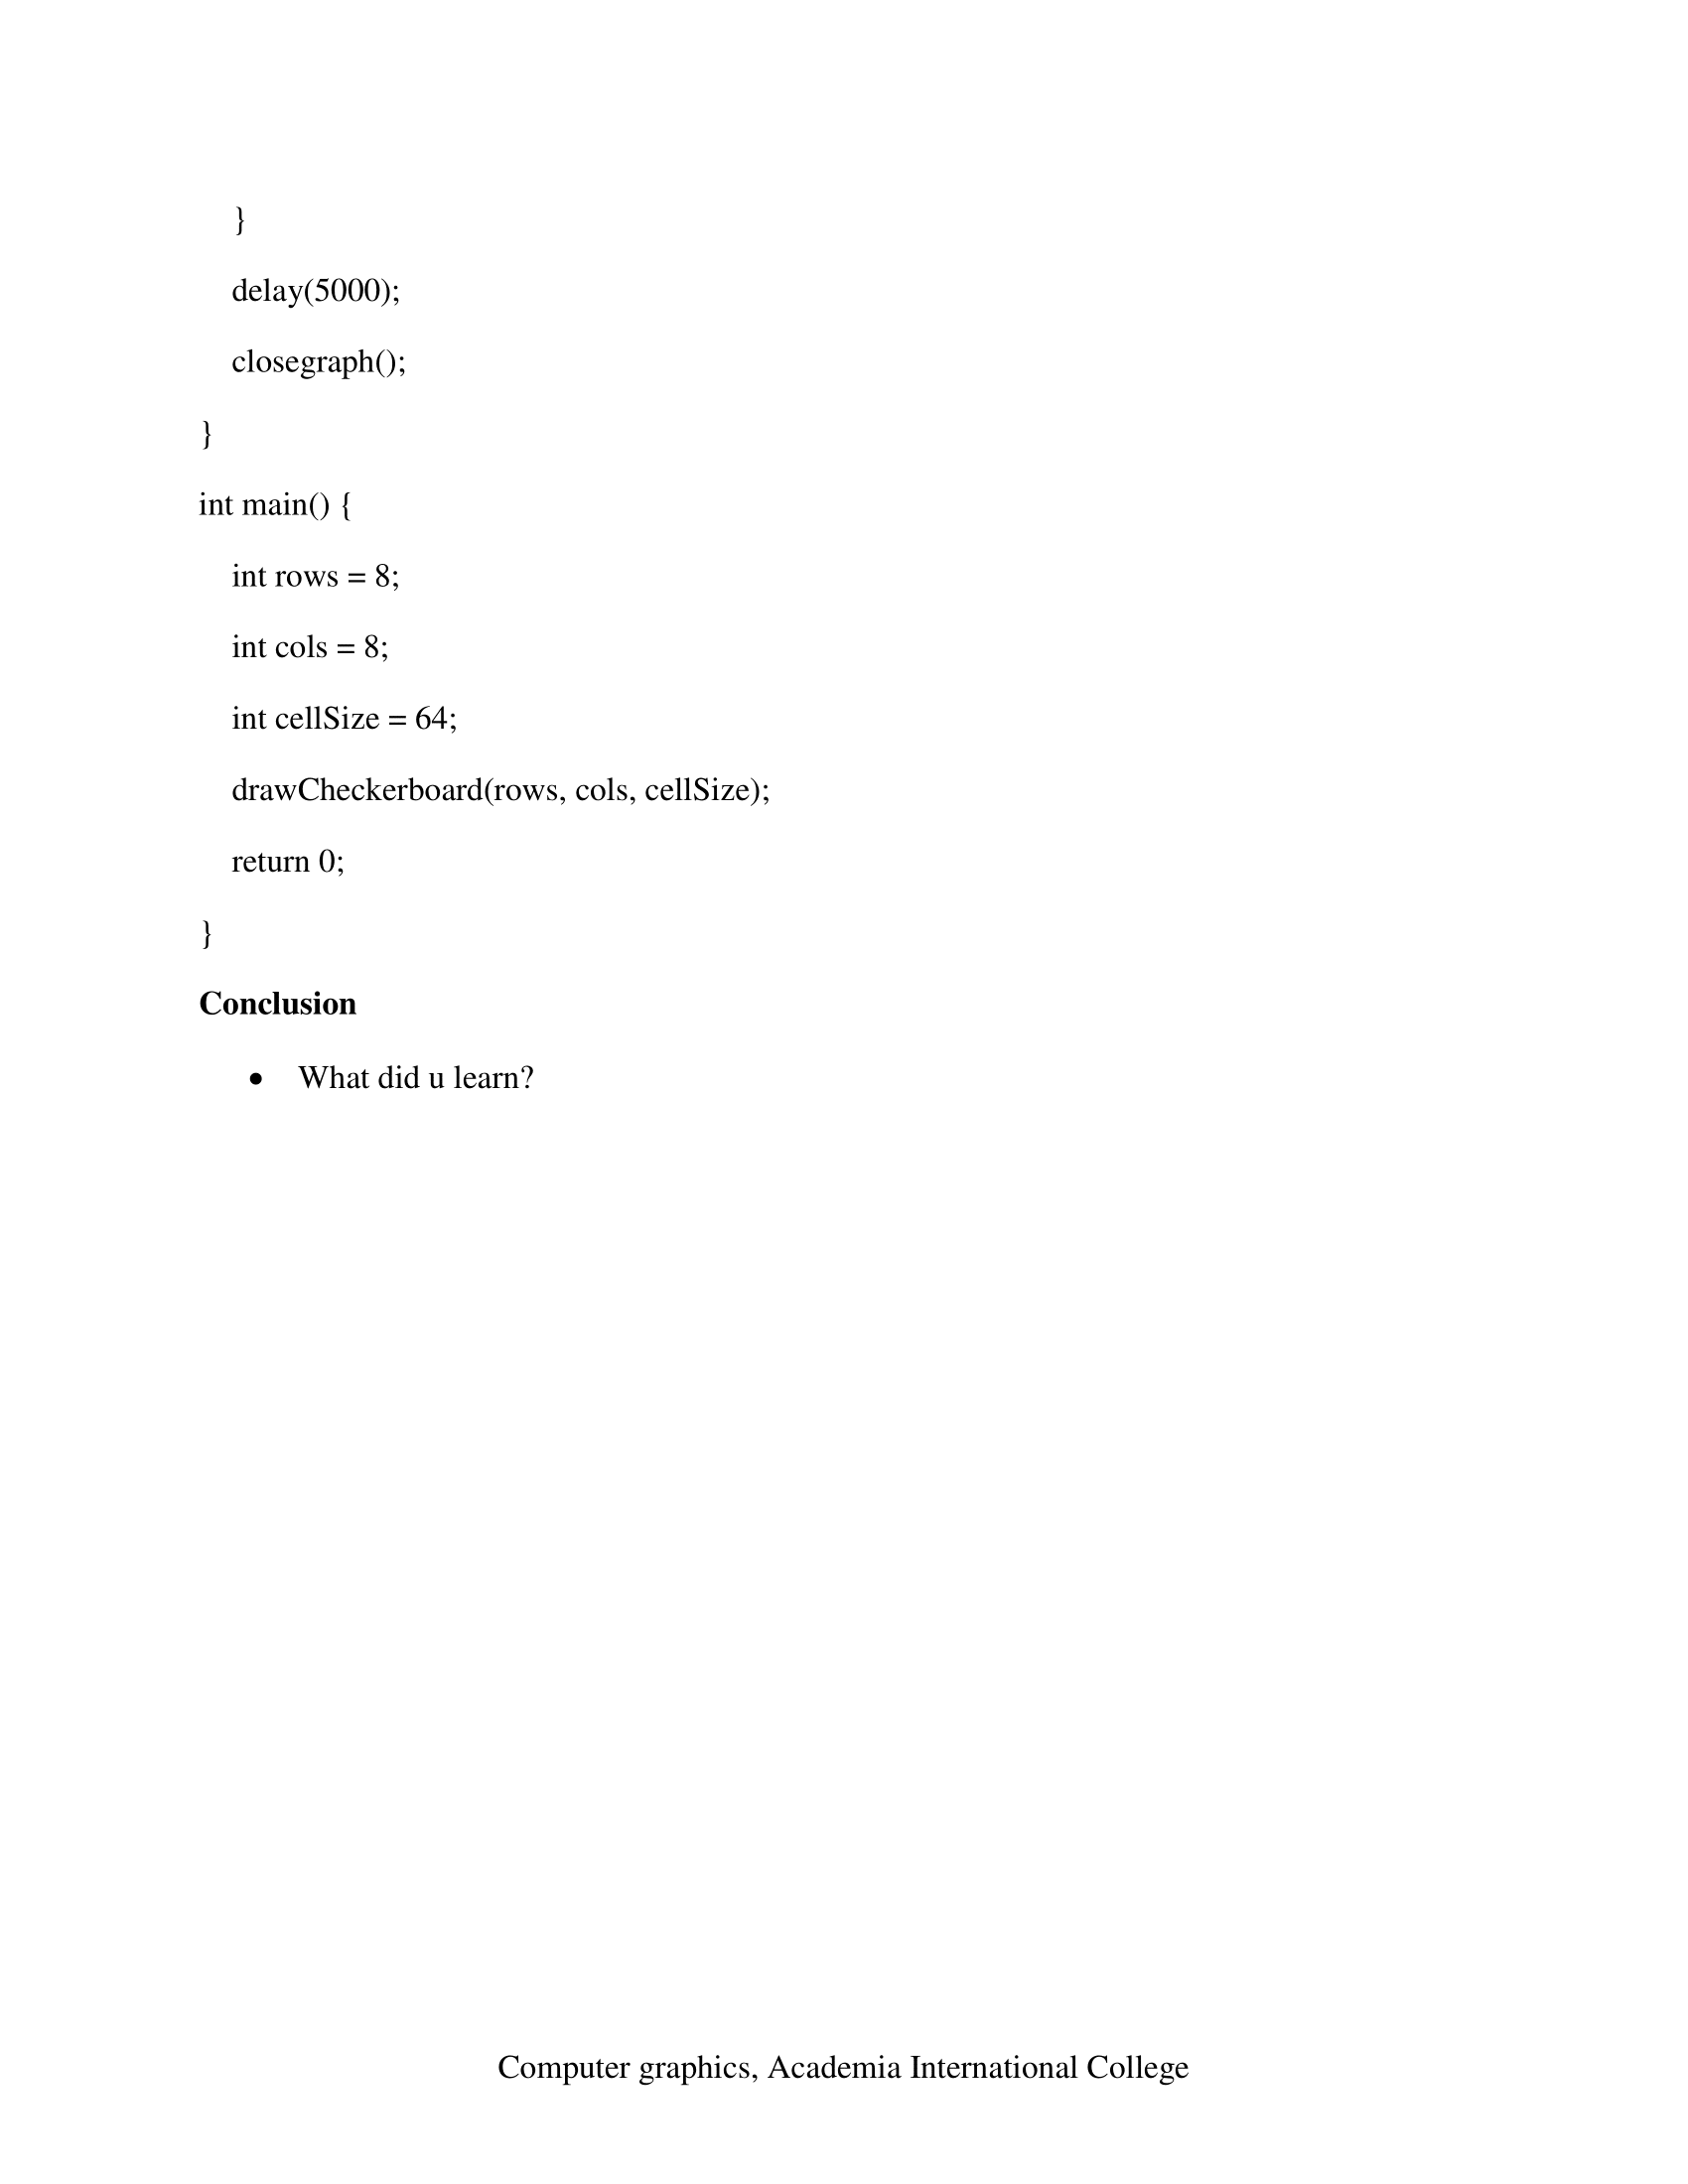 }
delay(5000);
closegraph();
}
int main() {
int rows = 8;
int cols = 8;
int cellSize = 64;
drawCheckerboard(rows, cols, cellSize);
return 0;
}
Conclusion
• What did u learn?
Computer graphics, Academia International College